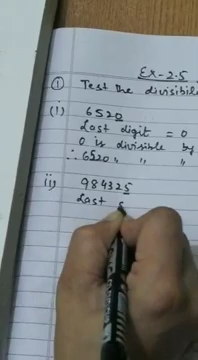 Ex-2.5
① Test the divisibil
(i) 6520
Last digit = 0
0 is divisible by
∴ 6520 " " "
ii) 984325
Last